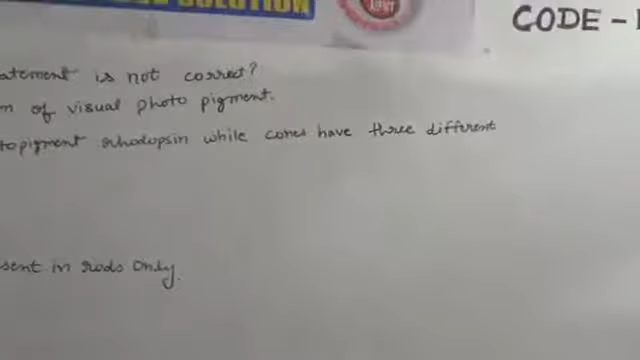 SOLUTION
CODE –
atement is not correct?
n of visual photo pigment.
topigment rhodopsin while cones have three different
sent in rods only.